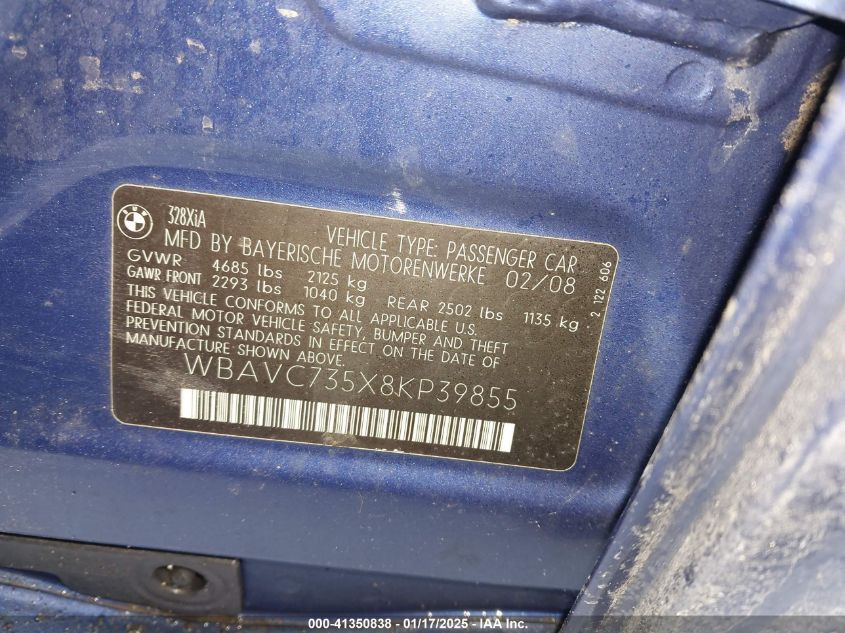 BMW
328XiA
VEHICLE TYPE: PASSENGER CAR
MFD BY BAYERISCHE MOTORENWERKE 02/08
GVWR 4685 lbs 2125 kg
GAWR FRONT 2293 lbs 1040 kg REAR 2502 lbs 1135 kg
THIS VEHICLE CONFORMS TO ALL APPLICABLE U.S.
FEDERAL MOTOR VEHICLE SAFETY, BUMPER AND THEFT
PREVENTION STANDARDS IN EFFECT ON THE DATE OF
MANUFACTURE SHOWN ABOVE.
WBAVC735X8KP39855
2 122 606
000-41350838 - 01/17/2025 - IAA Inc.